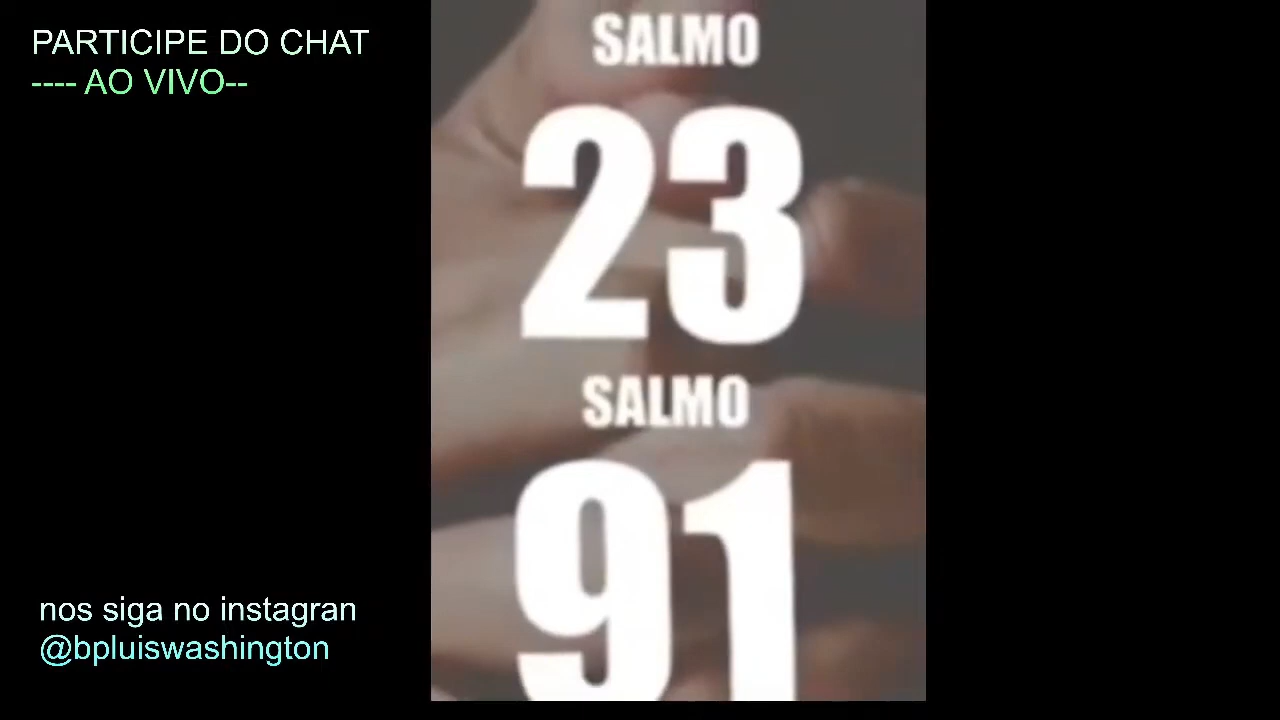 PARTICIPE DO CHAT
---- AO VIVO--
SALMO
23
SALMO
91
nos siga no instagran
@bpluiswashington